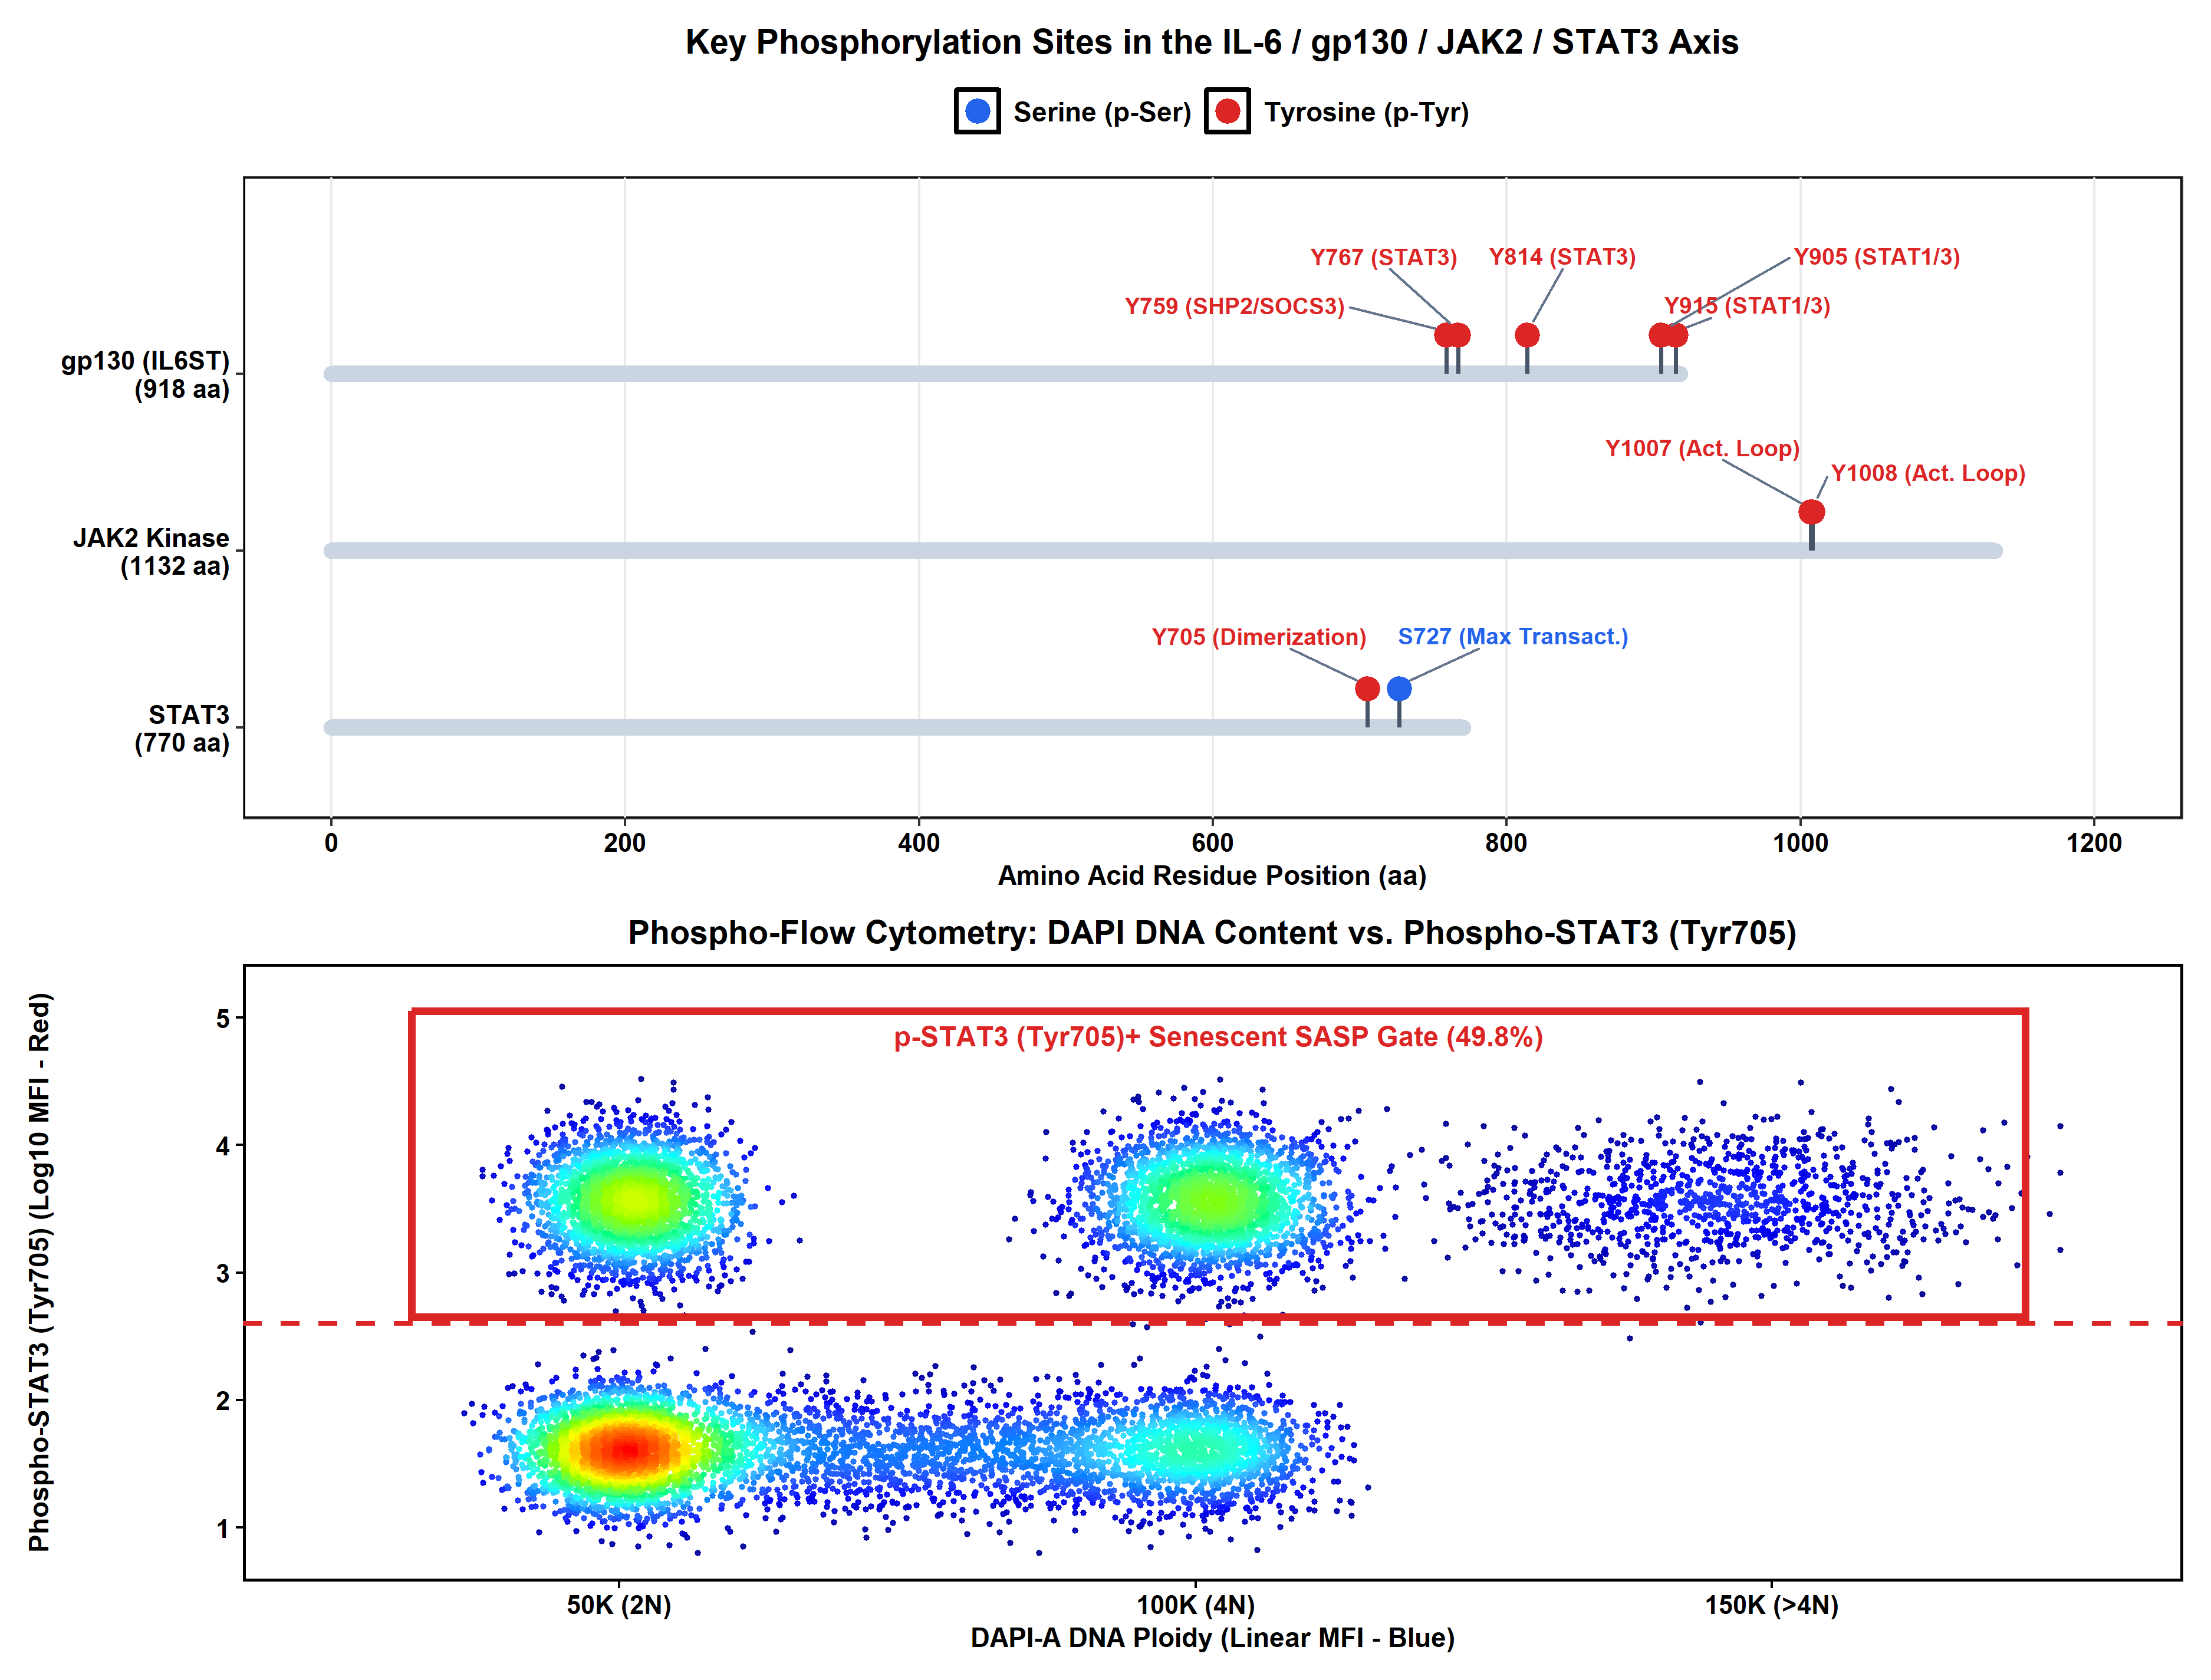 Key Phosphorylation Sites in the IL-6 / gp130 / JAK2 / STAT3 Axis
Serine (p-Ser) Tyrosine (p-Tyr)
Y767 (STAT3) Y814 (STAT3) Y905 (STAT1/3)
Y759 (SHP2/SOCS3) Y915 (STAT1/3)
gp130 (IL6ST)
(918 aa)
Y1007 (Act. Loop)
Y1008 (Act. Loop)
JAK2 Kinase
(1132 aa)
Y705 (Dimerization) S727 (Max Transact.)
STAT3
(770 aa)
0 200 400 600 800 1000 1200
Amino Acid Residue Position (aa)
Phospho-Flow Cytometry: DAPI DNA Content vs. Phospho-STAT3 (Tyr705)
Phospho-STAT3 (Tyr705) (Log10 MFI - Red)
5
p-STAT3 (Tyr705)+ Senescent SASP Gate (49.8%)
4
3
2
1
50K (2N) 100K (4N) 150K (>4N)
DAPI-A DNA Ploidy (Linear MFI - Blue)